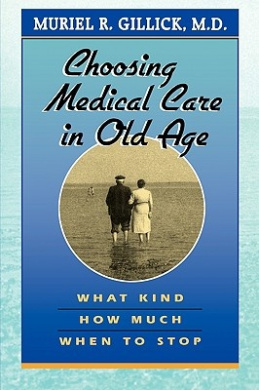 MURIEL R. GILLICK, M.D.
Choosing
Medical Care
in Old Age
WHAT KIND
HOW MUCH
WHEN TO STOP